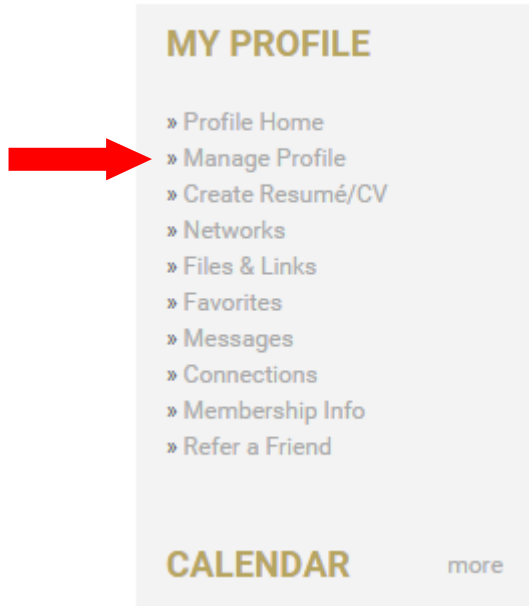 MY PROFILE
» Profile Home
» Manage Profile
» Create Resumé/CV
» Networks
» Files & Links
» Favorites
» Messages
» Connections
» Membership Info
» Refer a Friend
CALENDAR more